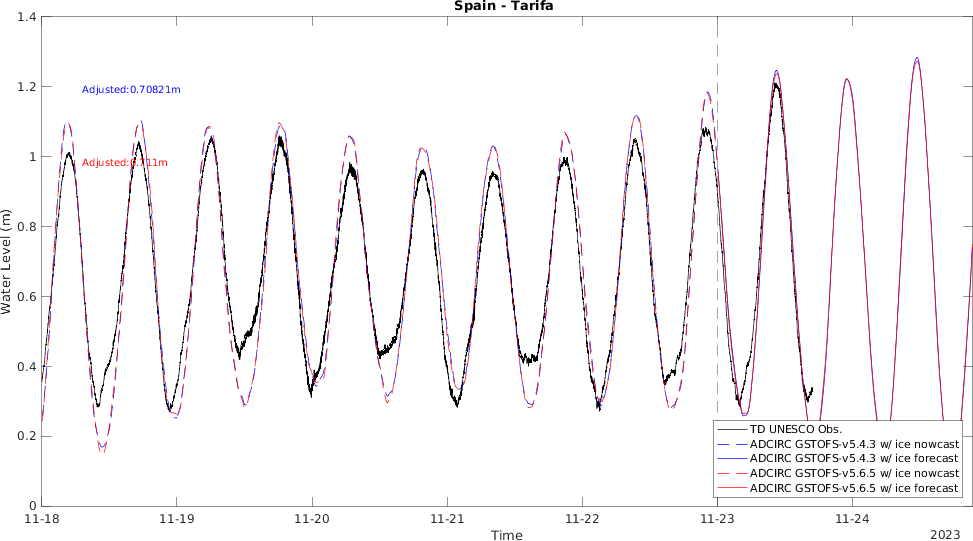 Spain - Tarifa
1.4
1.2
1
0.8
0.6
0.4
0.2
0
Water Level (m)
Adjusted:0.70821m
Adjusted:0.711m
TD UNESCO Obs.
ADCIRC GSTOFS-v5.4.3 w/ ice nowcast
ADCIRC GSTOFS-v5.4.3 w/ ice forecast
ADCIRC GSTOFS-v5.6.5 w/ ice nowcast
ADCIRC GSTOFS-v5.6.5 w/ ice forecast
11-18 11-19 11-20 11-21 11-22 11-23 11-24
Time
2023